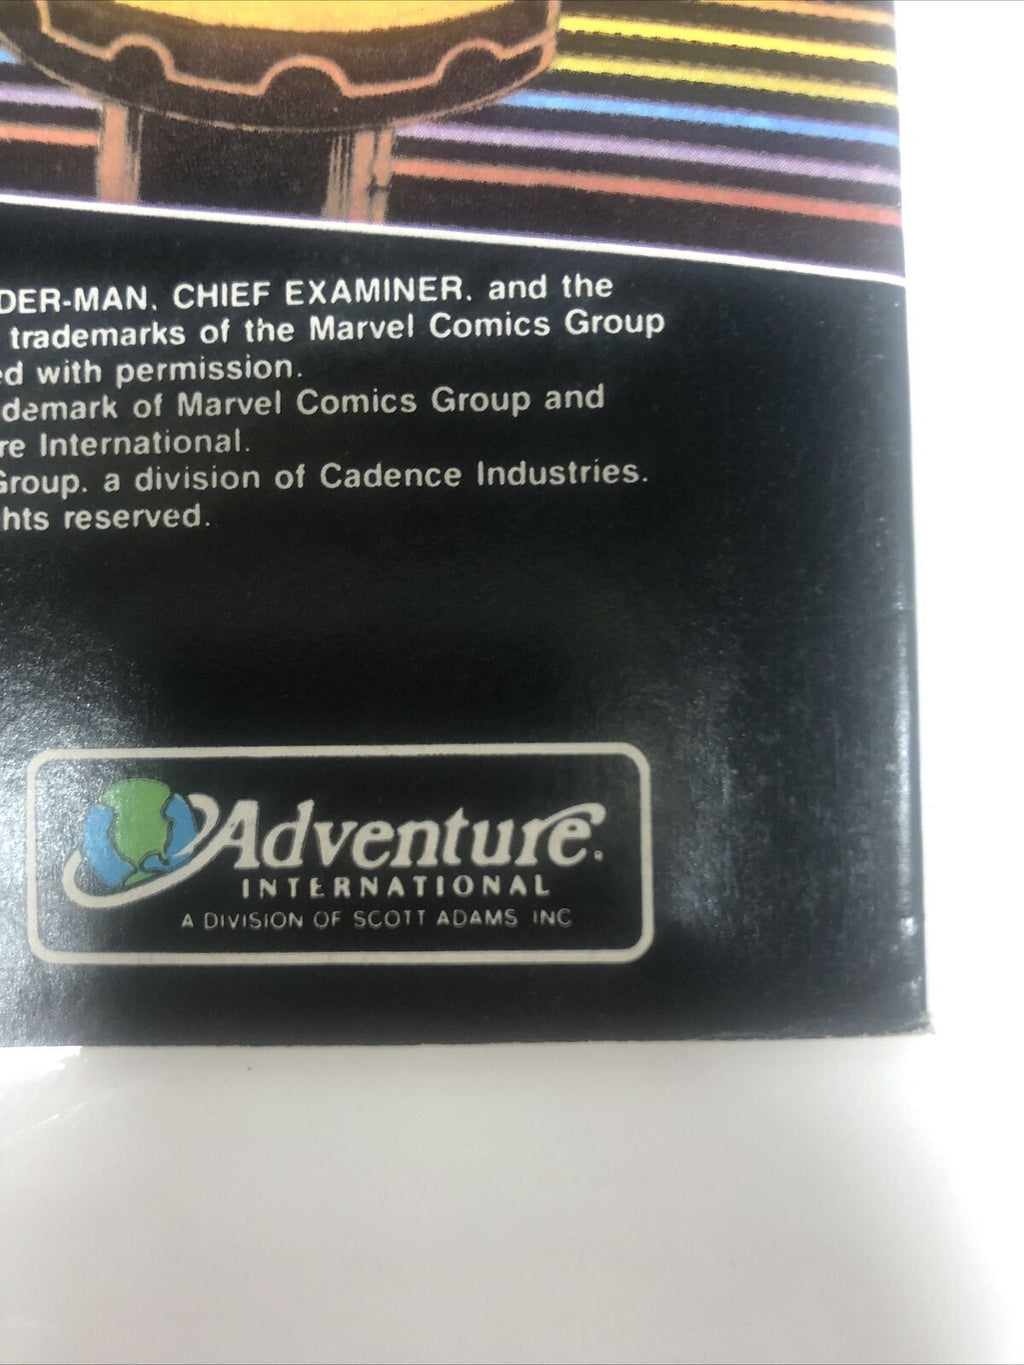 DER-MAN. CHIEF EXAMINER. and the
trademarks of the Marvel Comics Group
ed with permission.
demark of Marvel Comics Group and
re International.
Group. a division of Cadence Industries.
hts reserved.
Adventure
INTERNATIONAL
A DIVISION OF SCOTT ADAMS INC